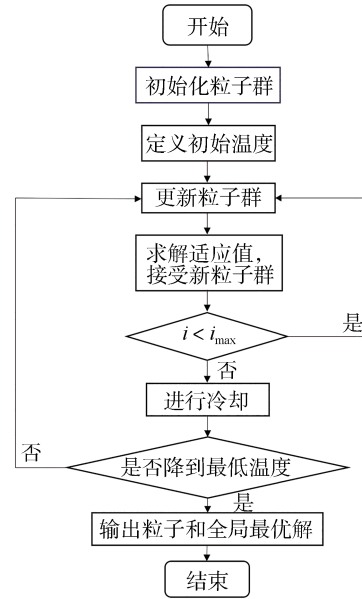 开始
初始化粒子群
定义初始温度
更新粒子群
求解适应值，
接受新粒子群
i < i_max
是
否
进行冷却
是否降到最低温度
否
是
输出粒子和全局最优解
结束